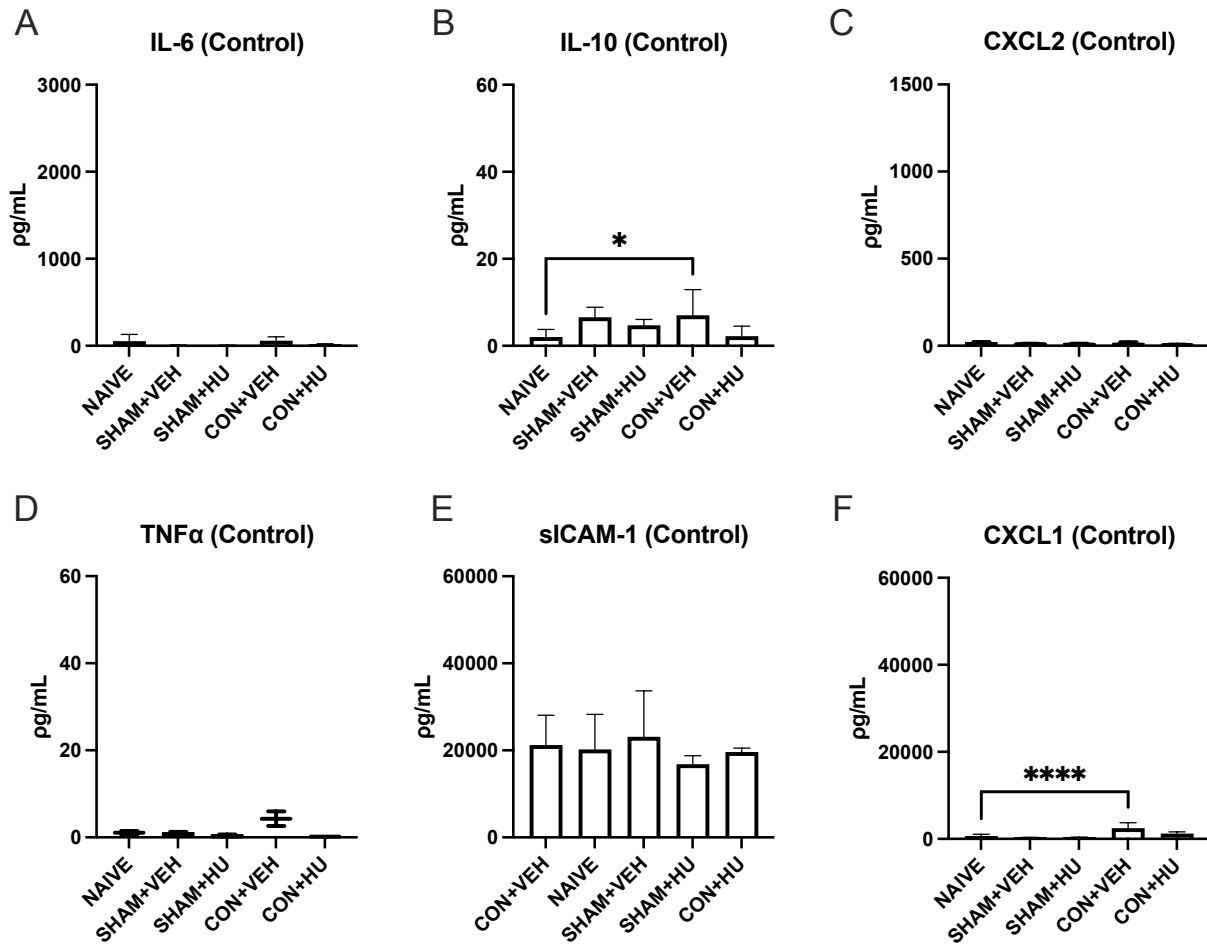 A
IL-6 (Control)
3000
2000
1000
0
ρg/mL
NAIVE
SHAM+VEH
SHAM+HU
CON+VEH
CON+HU
B
IL-10 (Control)
60
40
20
0
ρg/mL
*
NAIVE
SHAM+VEH
SHAM+HU
CON+VEH
CON+HU
C
CXCL2 (Control)
1500
1000
500
0
ρg/mL
NAIVE
SHAM+VEH
SHAM+HU
CON+VEH
CON+HU
D
TNFα (Control)
60
40
20
0
ρg/mL
NAIVE
SHAM+VEH
SHAM+HU
CON+VEH
CON+HU
E
sICAM-1 (Control)
60000
40000
20000
0
ρg/mL
CON+VEH
NAIVE
SHAM+VEH
SHAM+HU
CON+HU
F
CXCL1 (Control)
60000
40000
20000
0
ρg/mL
****
NAIVE
SHAM+VEH
SHAM+HU
CON+VEH
CON+HU